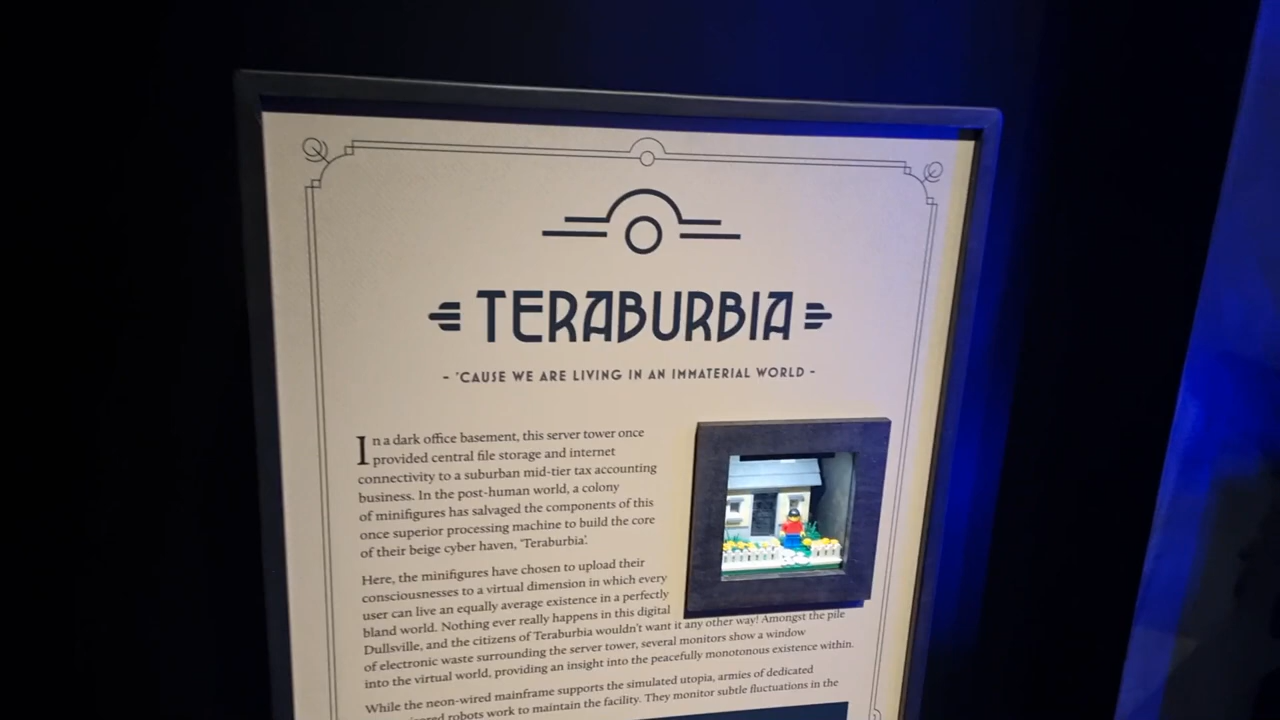 TERABURBIA
- 'CAUSE WE ARE LIVING IN AN IMMATERIAL WORLD -
In a dark office basement, this server tower once
provided central file storage and internet
connectivity to a suburban mid-tier tax accounting
business. In the post-human world, a colony
of minifigures has salvaged the components of this
once superior processing machine to build the core
of their beige cyber haven, 'Teraburbia'.
Here, the minifigures have chosen to upload their
consciousnesses to a virtual dimension in which every
user can live an equally average existence in a perfectly
bland world. Nothing ever really happens in this digital
Dullsville, and the citizens of Teraburbia wouldn't want it any other way! Amongst the pile
of electronic waste surrounding the server tower, several monitors show a window
into the virtual world, providing an insight into the peacefully monotonous existence within.
While the neon-wired mainframe supports the simulated utopia, armies of dedicated
robots work to maintain the facility. They monitor subtle fluctuations in the